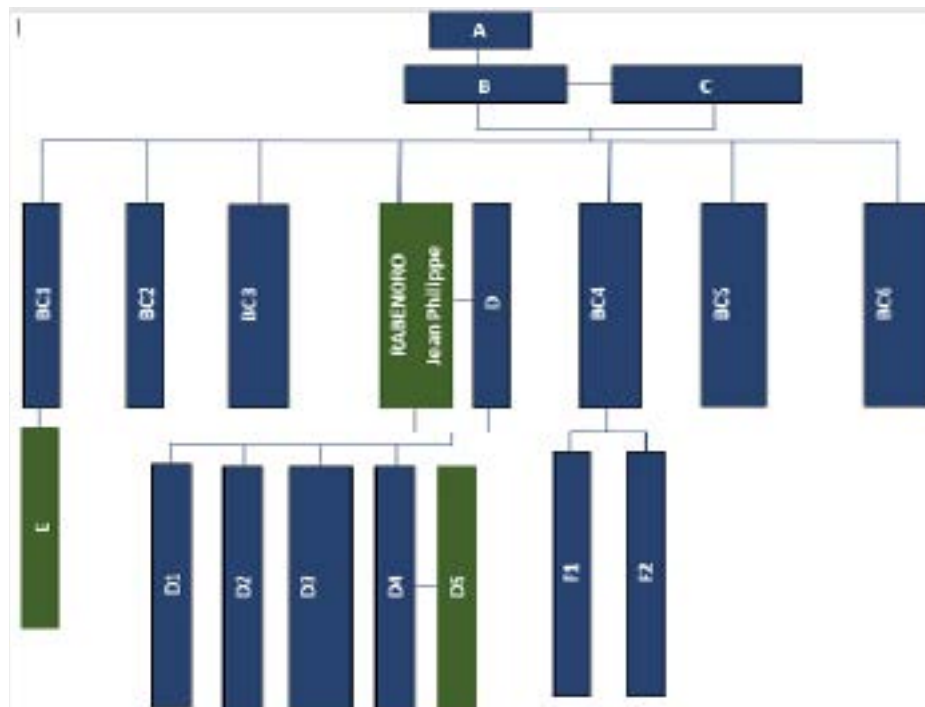 A
B
C
BC1
BC2
BC3
RABENORO
Jean Philippe
D
BC4
BC5
BC6
E
D1
D2
D3
D4
D5
F1
F2